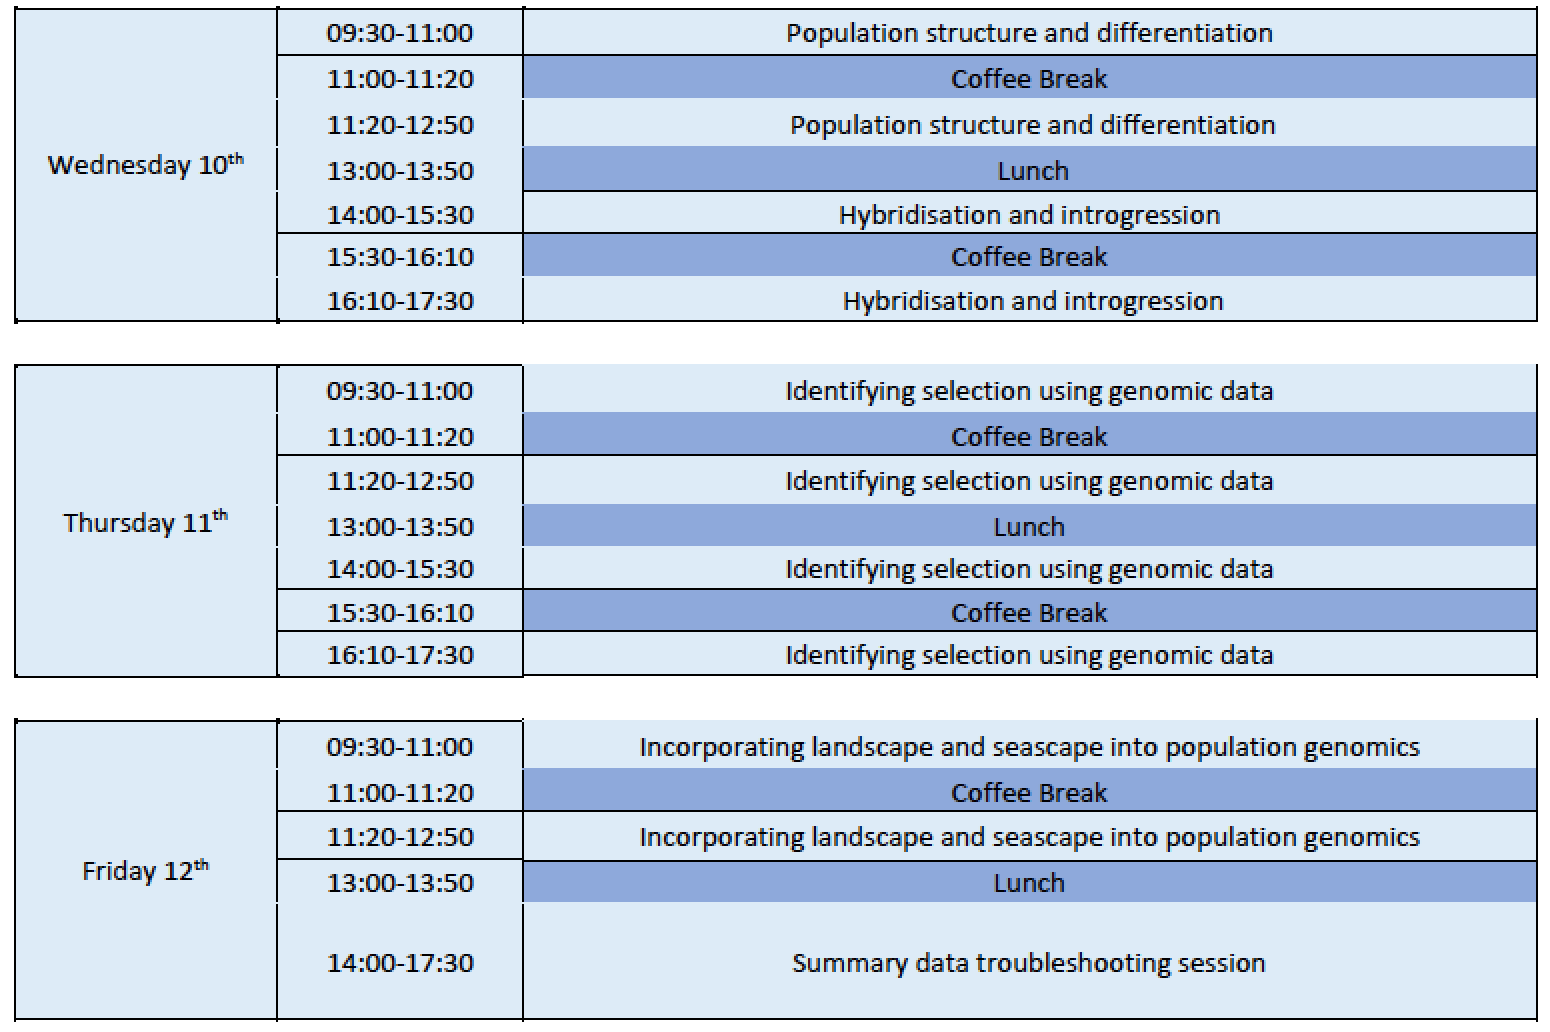 09:30-11:00 Population structure and differentiation
11:00-11:20 Coffee Break
11:20-12:50 Population structure and differentiation
Wednesday 10th
13:00-13:50 Lunch
14:00-15:30 Hybridisation and introgression
15:30-16:10 Coffee Break
16:10-17:30 Hybridisation and introgression
09:30-11:00 Identifying selection using genomic data
11:00-11:20 Coffee Break
11:20-12:50 Identifying selection using genomic data
Thursday 11th
13:00-13:50 Lunch
14:00-15:30 Identifying selection using genomic data
15:30-16:10 Coffee Break
16:10-17:30 Identifying selection using genomic data
09:30-11:00 Incorporating landscape and seascape into population genomics
11:00-11:20 Coffee Break
11:20-12:50 Incorporating landscape and seascape into population genomics
Friday 12th
13:00-13:50 Lunch
14:00-17:30 Summary data troubleshooting session